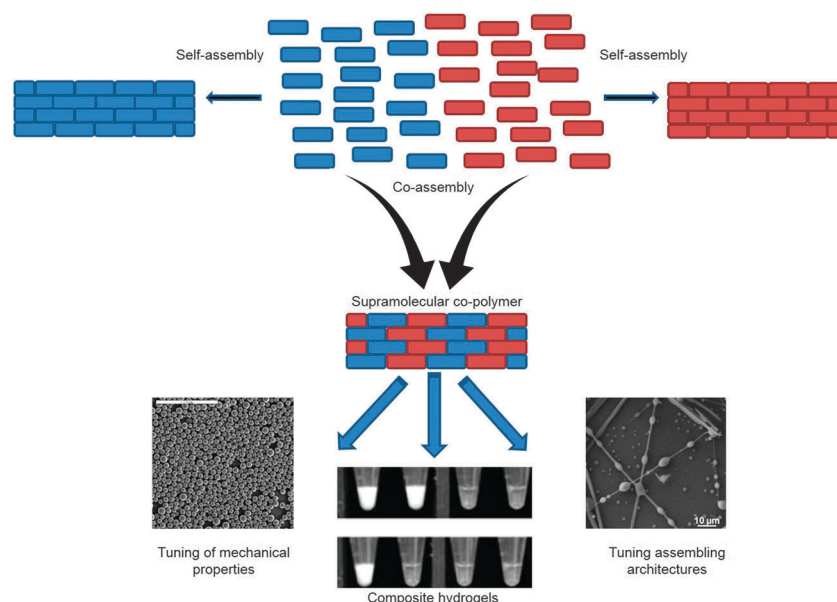 Self-assembly
Self-assembly
Co-assembly
Supramolecular co-polymer
10 μm
Tuning of mechanical
properties
Tuning assembling
architectures
Composite hydrogels